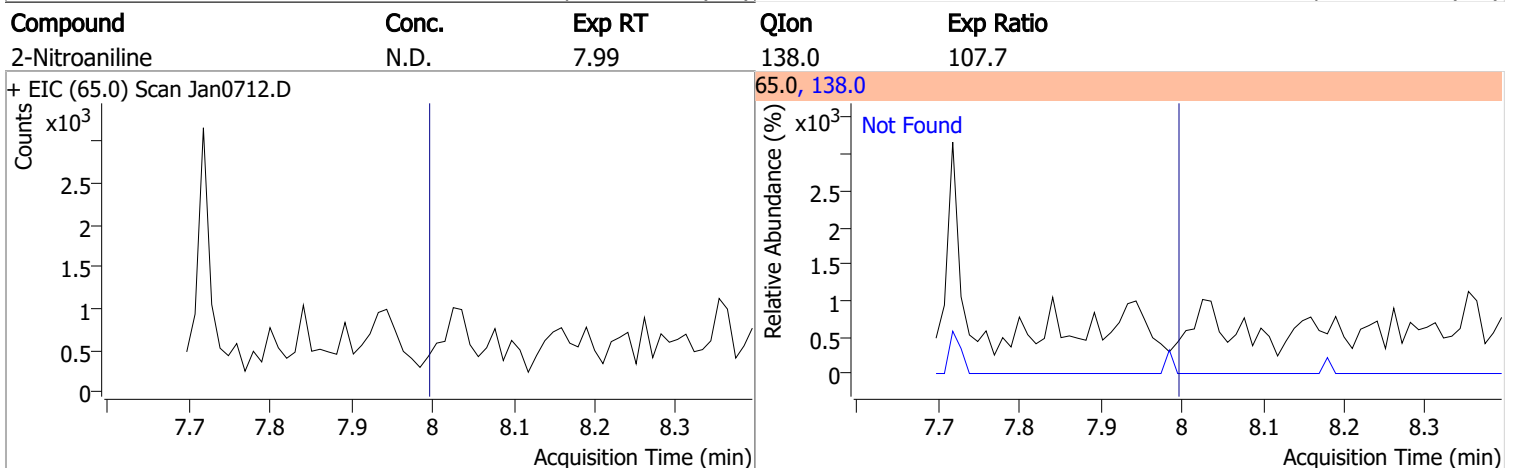 Compound Conc. Exp RT QIon Exp Ratio
2-Nitroaniline N.D. 7.99 138.0 107.7
+ EIC (65.0) Scan Jan0712.D
Counts
x10³
2.5
2
1.5
1
0.5
0
7.7 7.8 7.9 8 8.1 8.2 8.3
Acquisition Time (min)
65.0, 138.0
Relative Abundance (%)
x10³
Not Found
2.5
2
1.5
1
0.5
0
7.7 7.8 7.9 8 8.1 8.2 8.3
Acquisition Time (min)